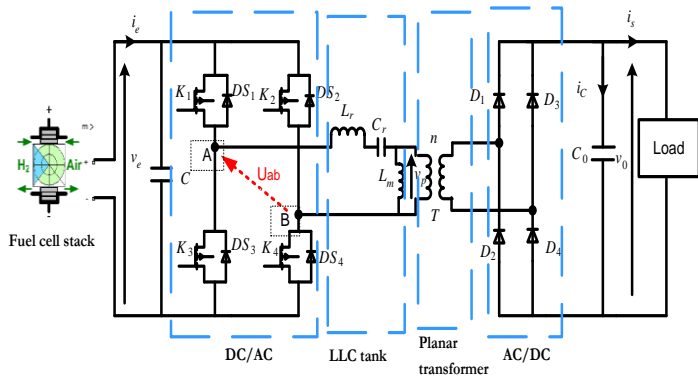 i_e
i_s
K_1
DS_1
K_2
DS_2
L_r
C_r
D_1
D_3
i_C
+
H_2
Air
+
-
-
v_e
C
A
Uab
B
L_m
v_p
n
T
C_0
v_0
Load
K_3
DS_3
K_4
DS_4
D_2
D_4
Fuel cell stack
DC/AC
LLC tank
Planar
transformer
AC/DC